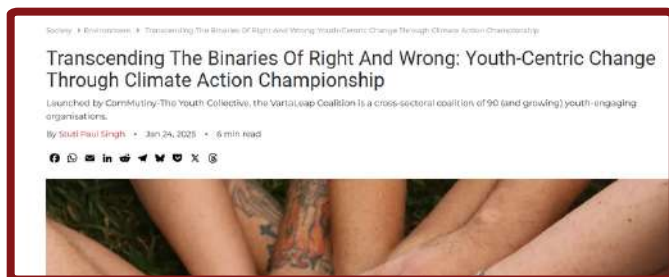 Society > Environment > Transcending The Binaries Of Right And Wrong: Youth-Centric Change Through Climate Action Championship
Transcending The Binaries Of Right And Wrong: Youth-Centric Change
Through Climate Action Championship
Launched by ComMutiny-The Youth Collective, the VartaLeap Coalition is a cross-sectoral coalition of 90 (and growing) youth-engaging
organisations.
By Stuti Paul Singh • Jan 24, 2025 • 6 min read